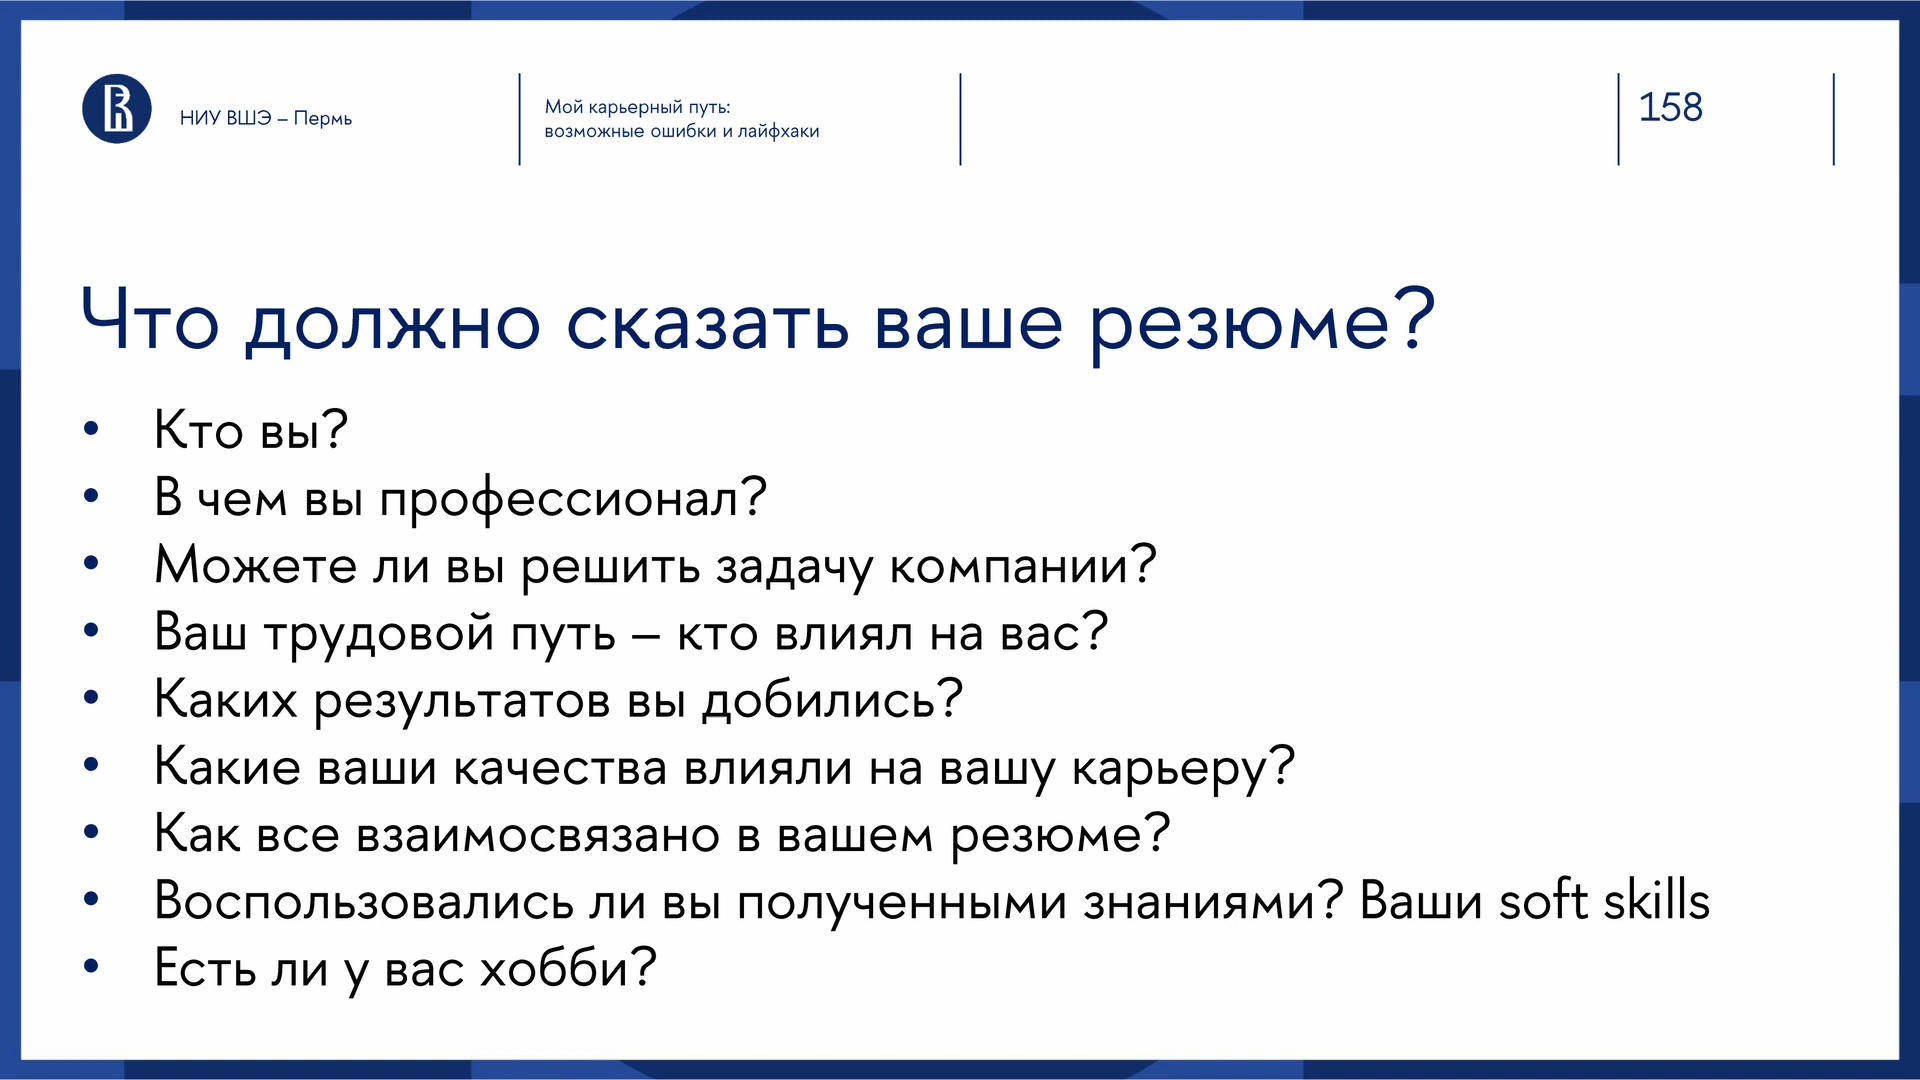 НИУ ВШЭ – Пермь
Мой карьерный путь:
возможные ошибки и лайфхаки
158
Что должно сказать ваше резюме?
• Кто вы?
• В чем вы профессионал?
• Можете ли вы решить задачу компании?
• Ваш трудовой путь – кто влиял на вас?
• Каких результатов вы добились?
• Какие ваши качества влияли на вашу карьеру?
• Как все взаимосвязано в вашем резюме?
• Воспользовались ли вы полученными знаниями? Ваши soft skills
• Есть ли у вас хобби?